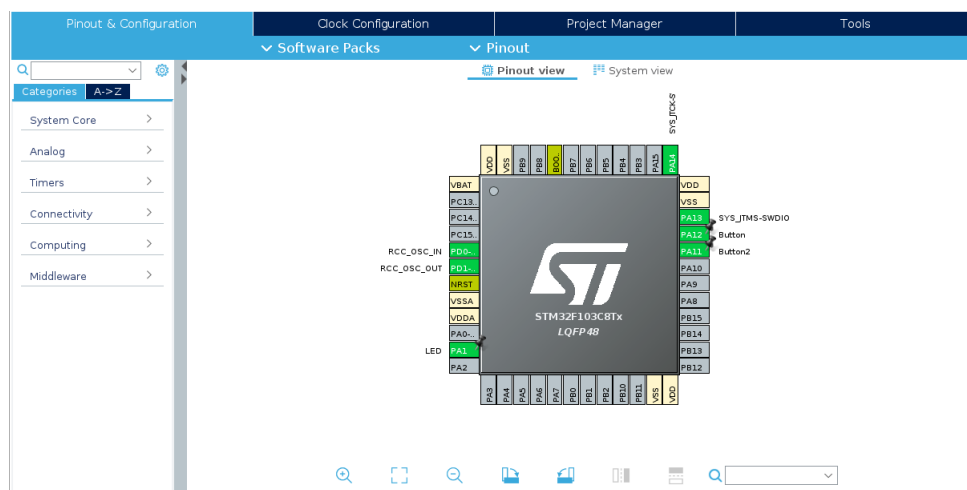 Pinout & Configuration
Clock Configuration
Project Manager
Tools
Software Packs
Pinout
Pinout view
System view
Categories
A->Z
System Core
Analog
Timers
Connectivity
Computing
Middleware
SYS_JTCK-S
VDD
VSS
PB9
PB8
BOO..
PB7
PB6
PB5
PB4
PB3
PA15
PA14
VBAT
PC13..
PC14..
PC15..
RCC_OSC_IN PD0-..
RCC_OSC_OUT PD1-..
NRST
VSSA
VDDA
PA0-..
LED PA1
PA2
VDD
VSS
PA13 SYS_JTMS-SWDIO
PA12 Button
PA11 Button2
PA10
PA9
PA8
PB15
PB14
PB13
PB12
ST
STM32F103C8Tx
LQFP48
PA3
PA4
PA5
PA6
PA7
PB0
PB1
PB2
PB10
PB11
VSS
VDD